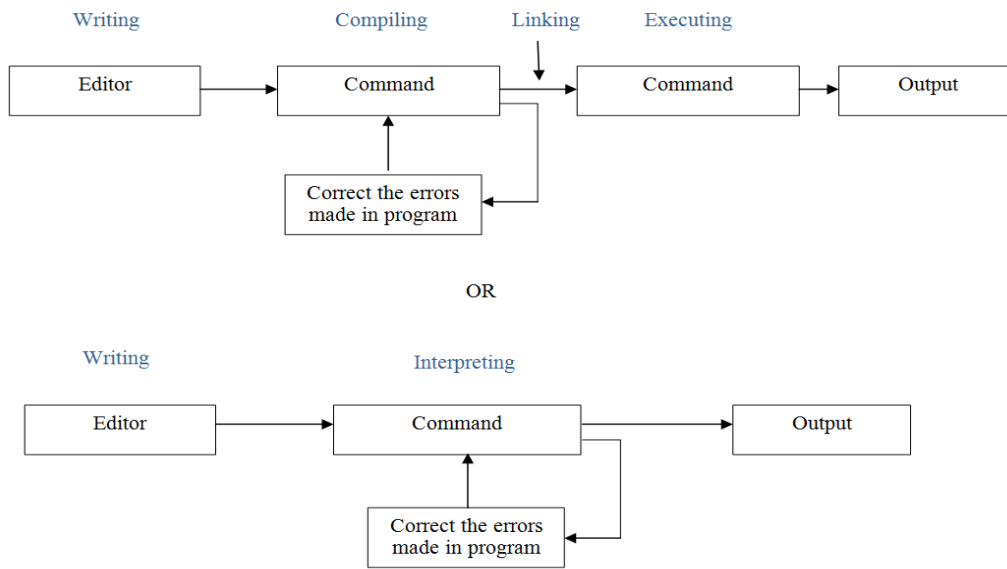 Writing Compiling Linking Executing
Editor Command Command Output
Correct the errors
made in program
OR
Writing Interpreting
Editor Command Output
Correct the errors
made in program